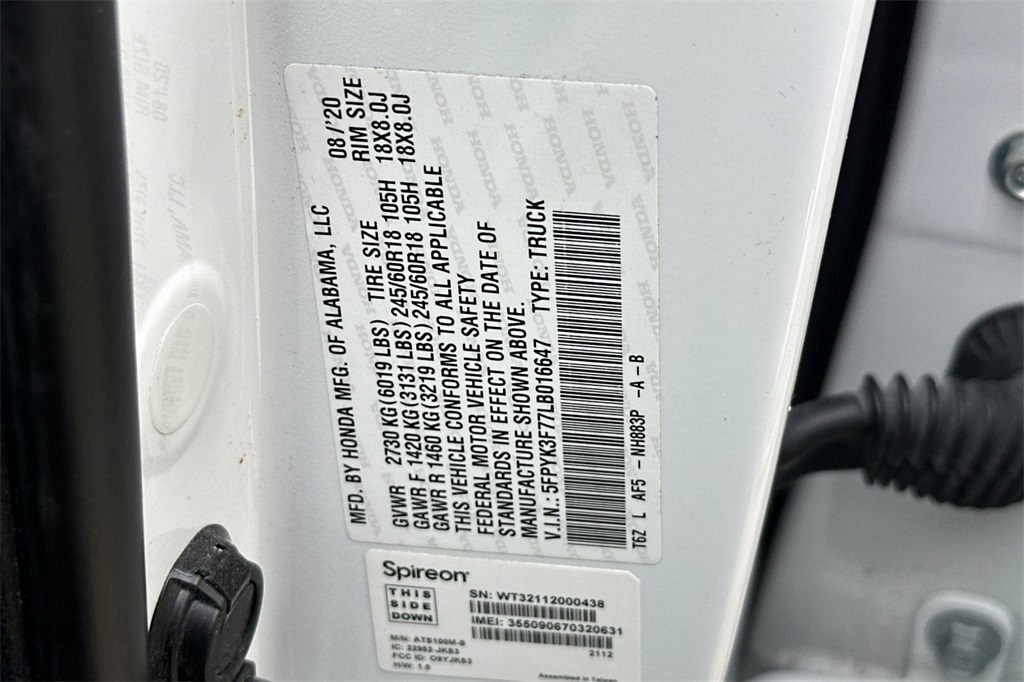 MFD. BY HONDA MFG. OF ALABAMA, LLC 08/'20
GVWR 2730 KG (6019 LBS) TIRE SIZE RIM SIZE
GAWR F 1420 KG (3131 LBS) 245/60R18 105H 18X8.0J
GAWR R 1460 KG (3219 LBS) 245/60R18 105H 18X8.0J
THIS VEHICLE CONFORMS TO ALL APPLICABLE
FEDERAL MOTOR VEHICLE SAFETY
STANDARDS IN EFFECT ON THE DATE OF
MANUFACTURE SHOWN ABOVE.
V.I.N.: 5FPYK3F77LB016647 TYPE: TRUCK
T6Z L AF5 - NH883P -A-B
HONDA
Spireon
THIS
SIDE
DOWN
SN: WT32112000438
IMEI: 355090670320631
2112
M/N: ATS100M-S
IC: 22952-JKS3
FCC ID: O9YJKS3
H/W: 1.0
Assembled in Taiwan